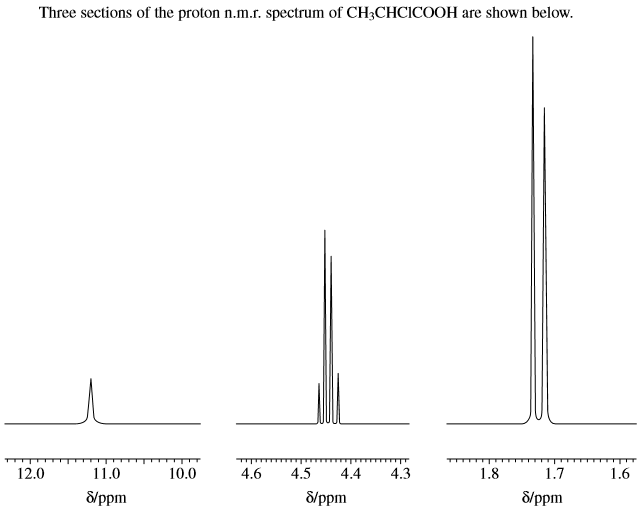 Three sections of the proton n.m.r. spectrum of CH₃CHClCOOH are shown below.
12.0 11.0 10.0 4.6 4.5 4.4 4.3 1.8 1.7 1.6
δ/ppm δ/ppm δ/ppm